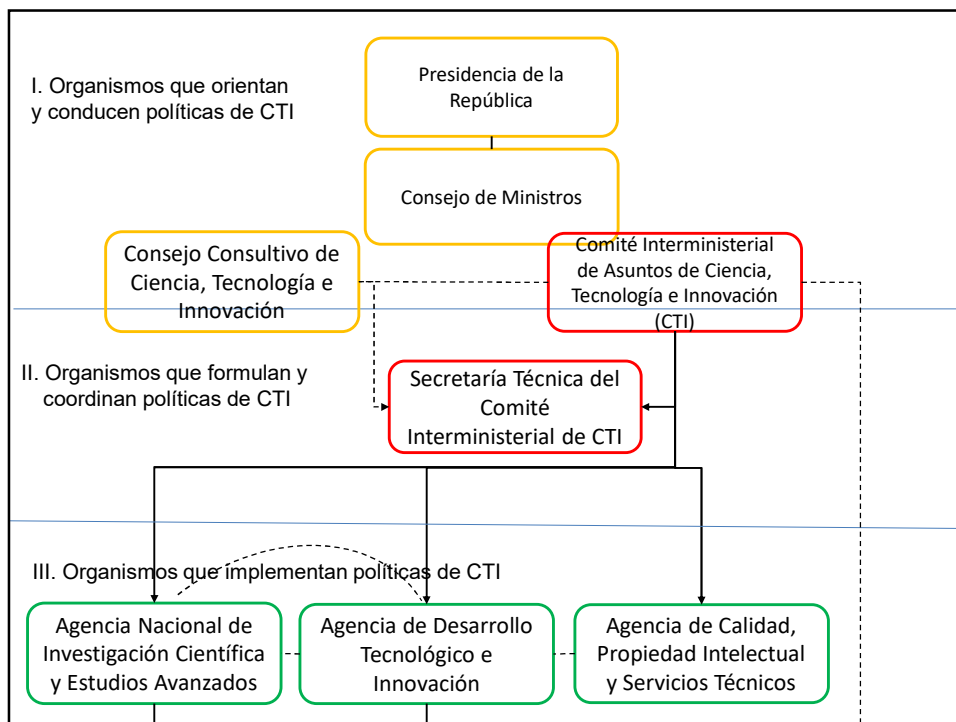 I. Organismos que orientan
y conducen políticas de CTI
Presidencia de la
República
Consejo de Ministros
Consejo Consultivo de
Ciencia, Tecnología e
Innovación
Comité Interministerial
de Asuntos de Ciencia,
Tecnología e Innovación
(CTI)
II. Organismos que formulan y
coordinan políticas de CTI
Secretaría Técnica del
Comité
Interministerial de CTI
III. Organismos que implementan políticas de CTI
Agencia Nacional de
Investigación Científica
y Estudios Avanzados
Agencia de Desarrollo
Tecnológico e
Innovación
Agencia de Calidad,
Propiedad Intelectual
y Servicios Técnicos